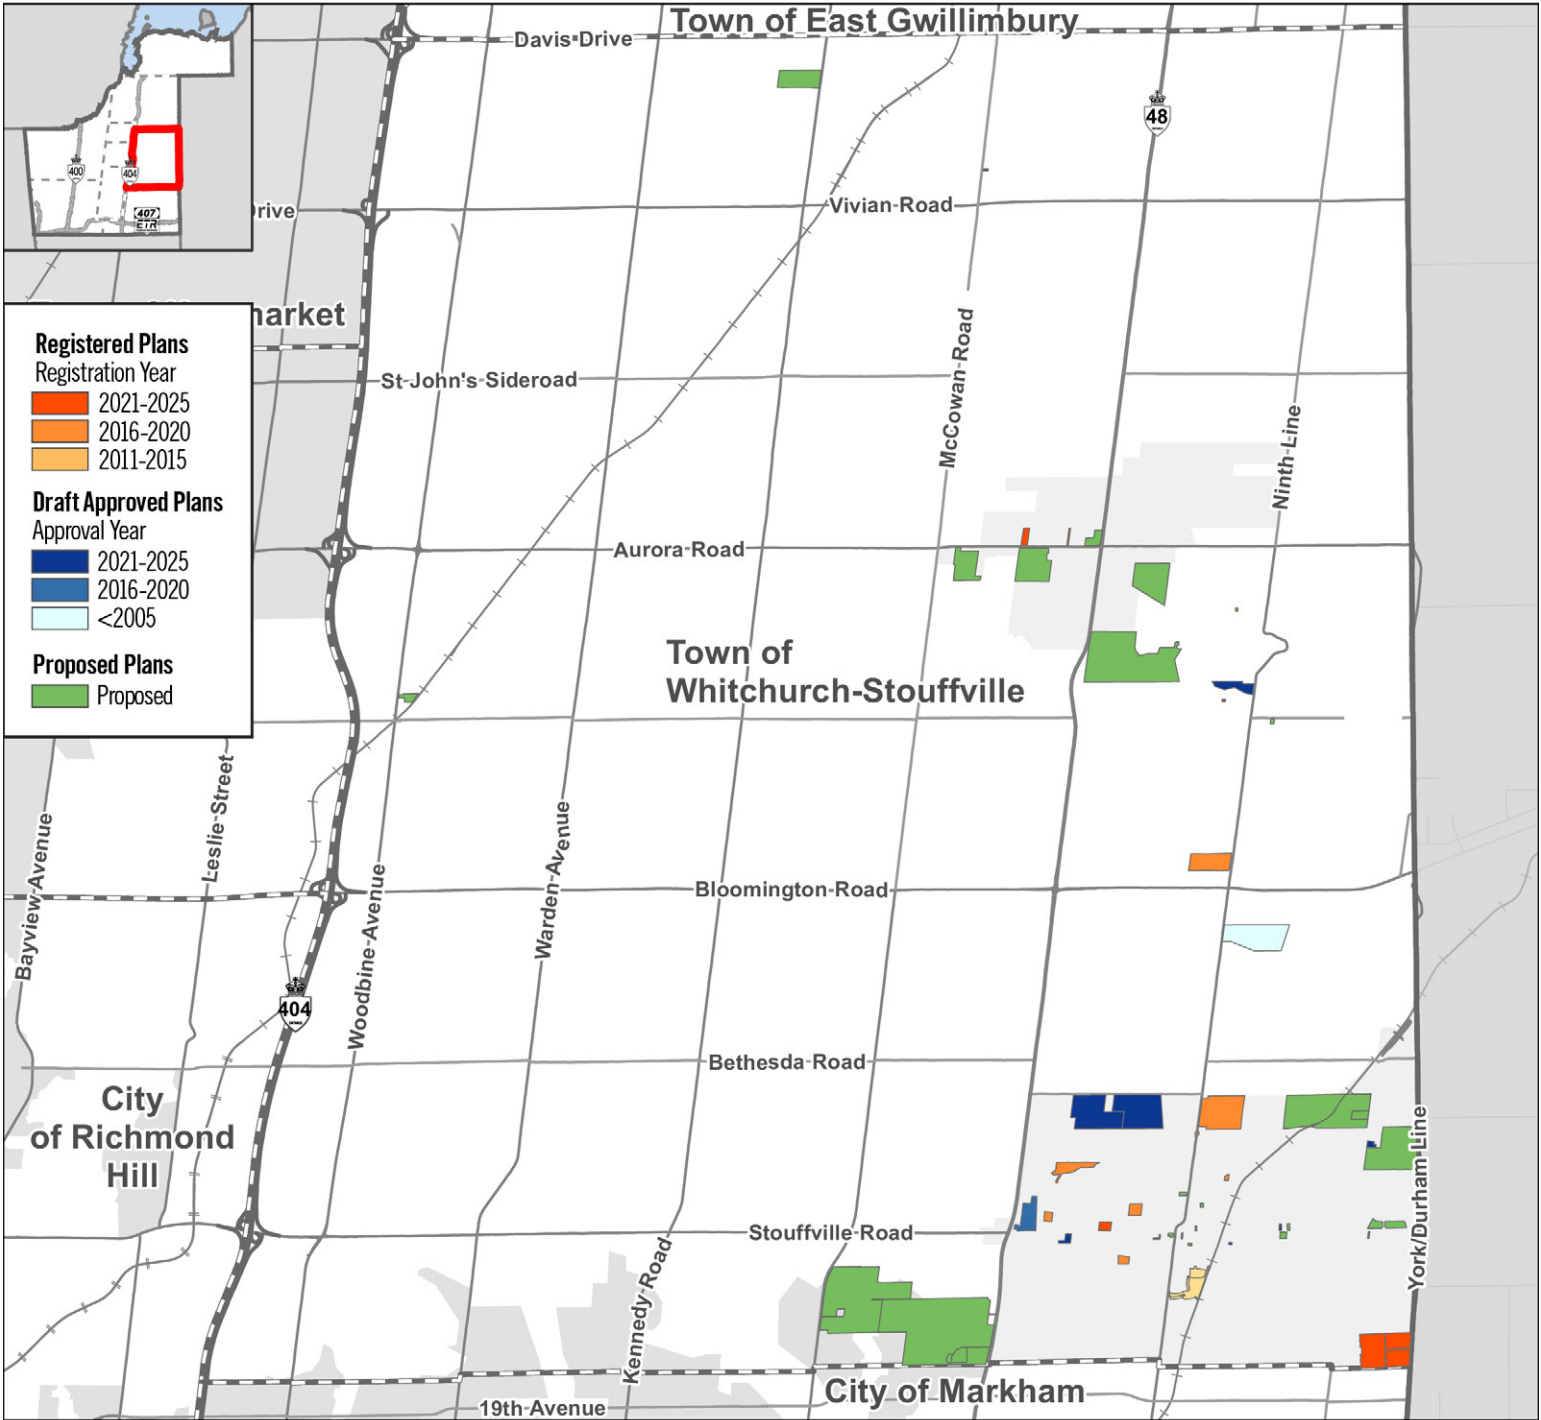 Town of East Gwillimbury
Davis Drive
48
400
404
407
ETR
Vivian Road
St John's Sideroad
McCowan Road
Ninth Line
Registered Plans
Registration Year
2021-2025
2016-2020
2011-2015
Draft Approved Plans
Approval Year
2021-2025
2016-2020
<2005
Proposed Plans
Proposed
Aurora Road
Town of
Whitchurch-Stouffville
Leslie Street
Bayview Avenue
Woodbine Avenue
Warden Avenue
Bloomington Road
404
Bethesda Road
City
of Richmond
Hill
Stouffville Road
York/Durham Line
Kennedy Road
City of Markham
19th Avenue